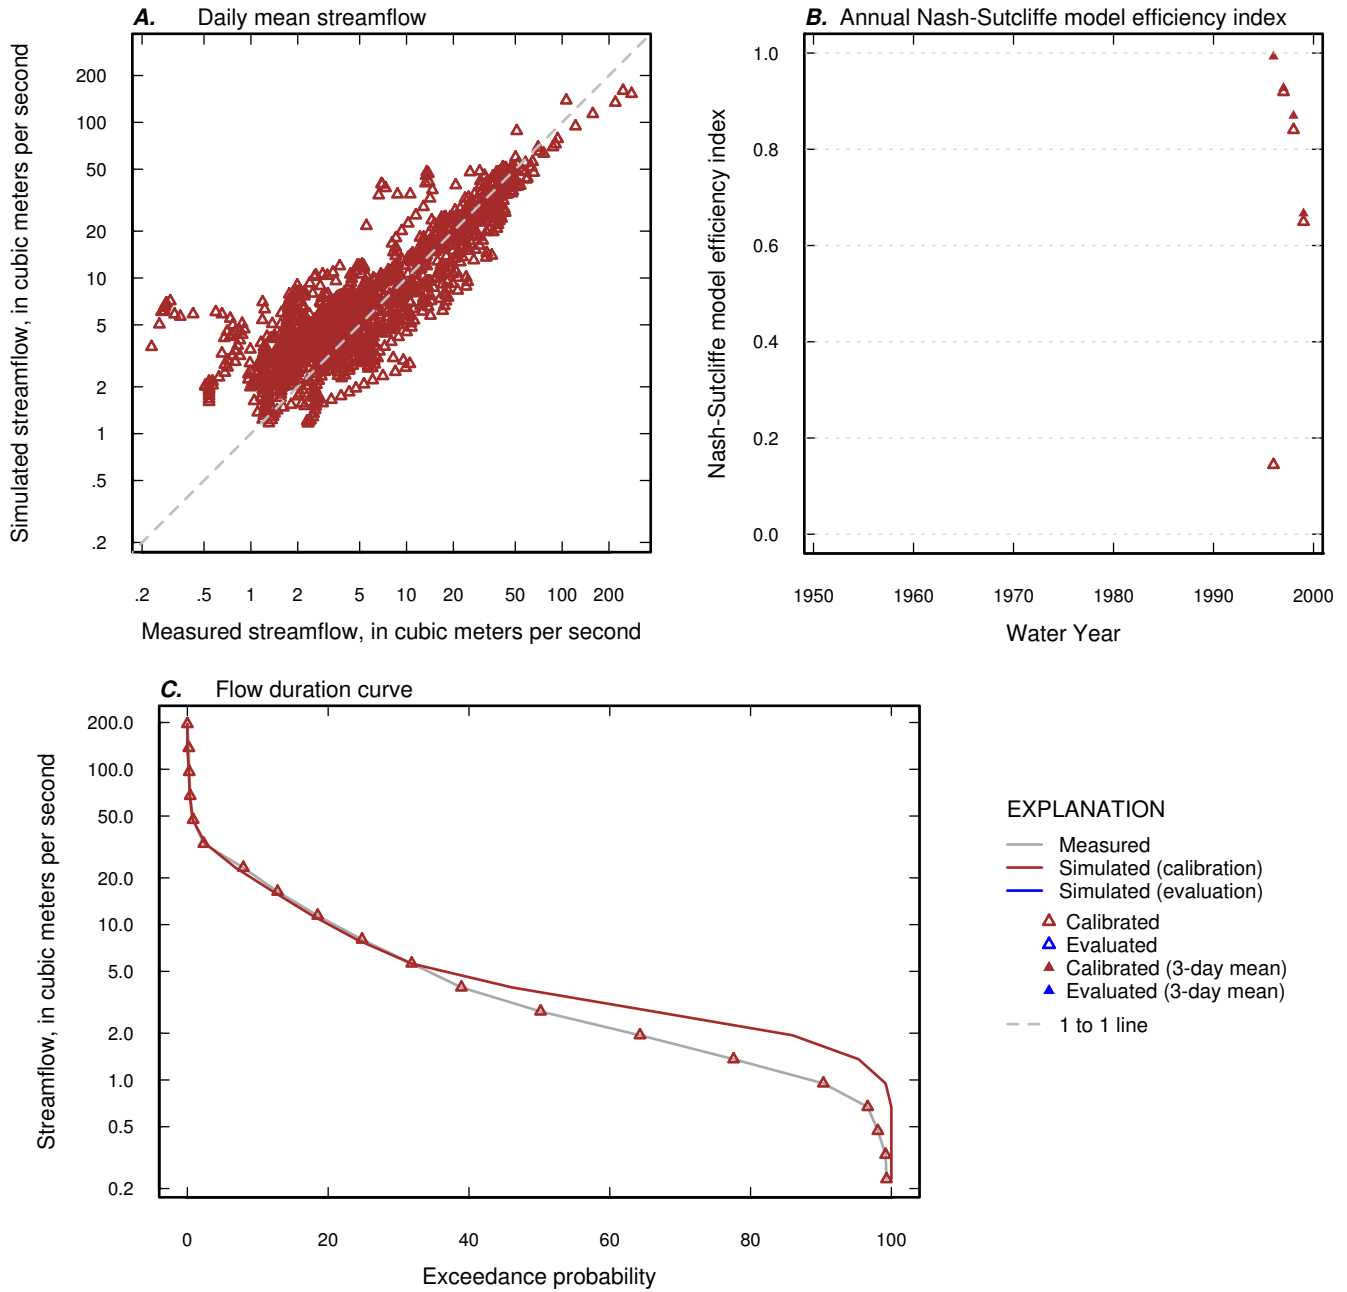 A. Daily mean streamflow
Simulated streamflow, in cubic meters per second
200
100
50
20
10
5
2
1
.5
.2
.2 .5 1 2 5 10 20 50 100 200
Measured streamflow, in cubic meters per second
B. Annual Nash-Sutcliffe model efficiency index
Nash-Sutcliffe model efficiency index
1.0
0.8
0.6
0.4
0.2
0.0
1950 1960 1970 1980 1990 2000
Water Year
C. Flow duration curve
Streamflow, in cubic meters per second
200.0
100.0
50.0
20.0
10.0
5.0
2.0
1.0
0.5
0.2
0 20 40 60 80 100
Exceedance probability
EXPLANATION
Measured
Simulated (calibration)
Simulated (evaluation)
Calibrated
Evaluated
Calibrated (3-day mean)
Evaluated (3-day mean)
1 to 1 line